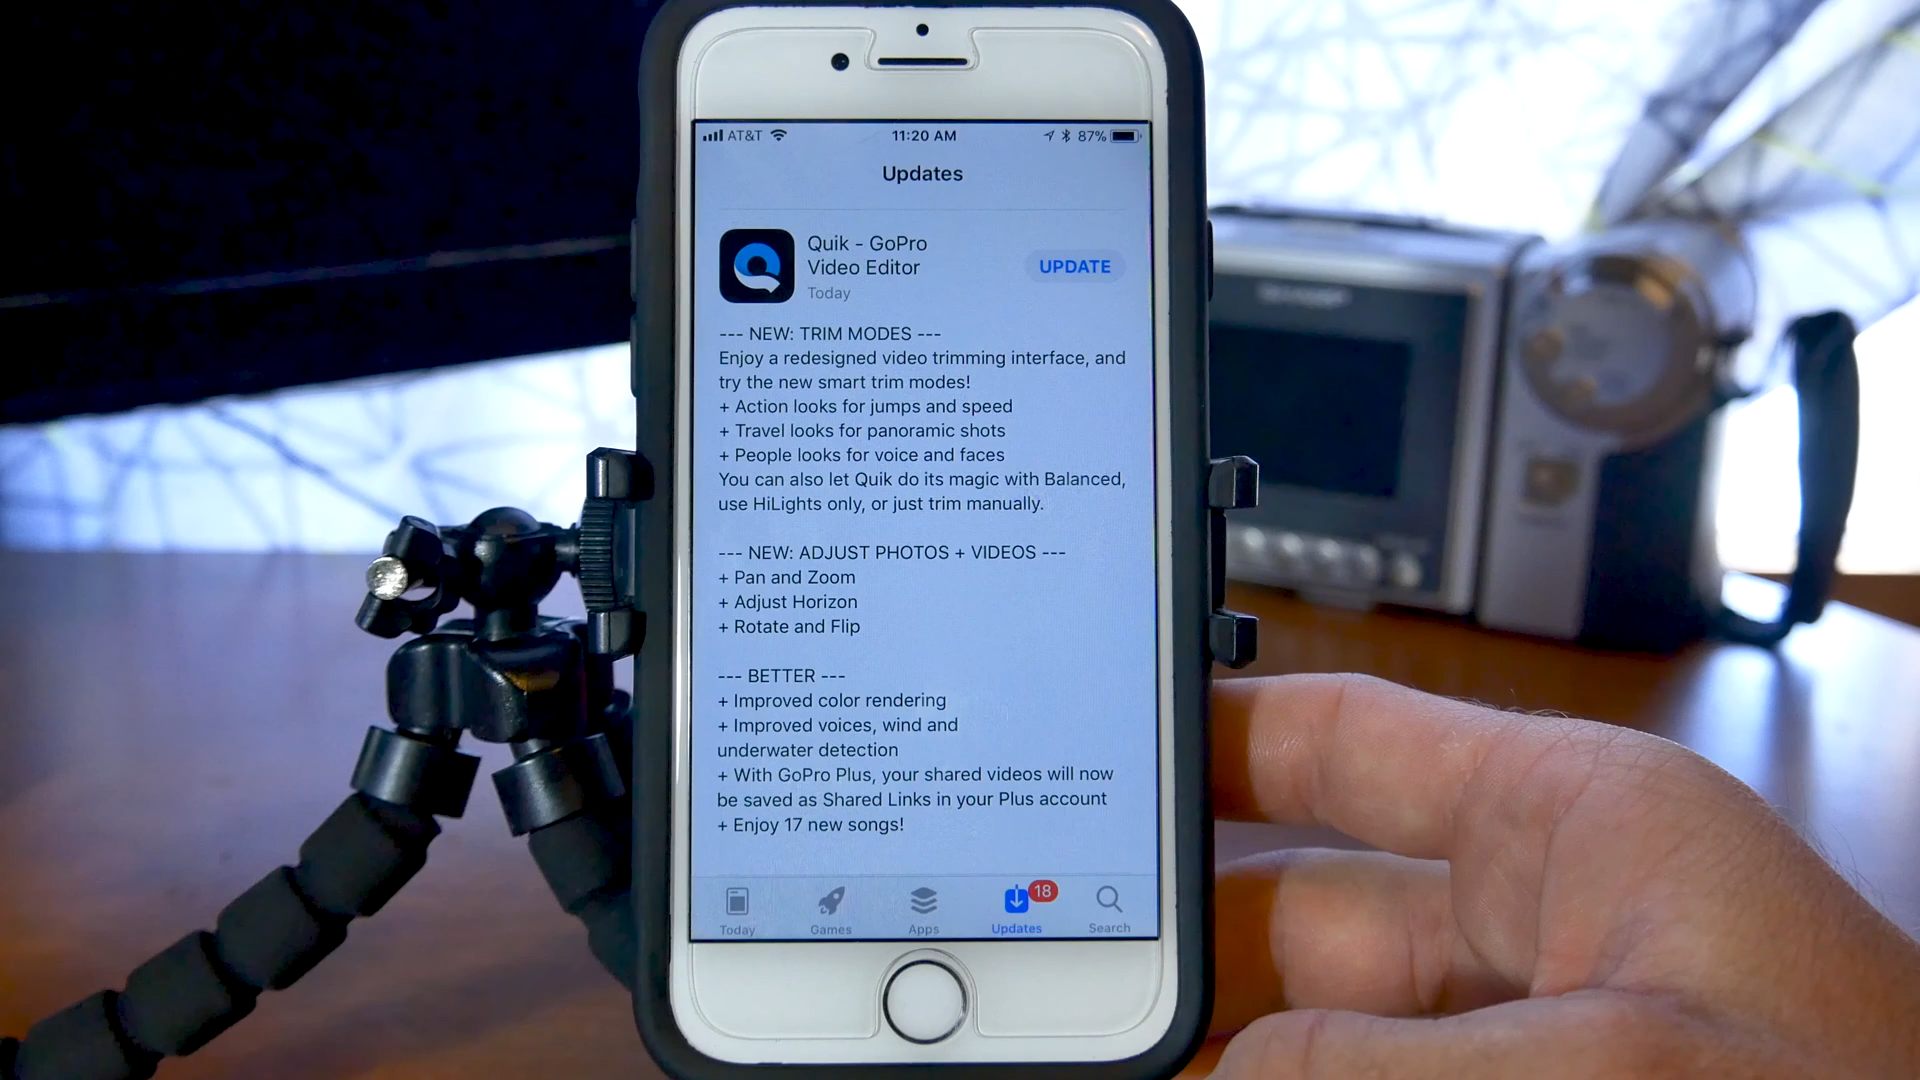 AT&T 11:20 AM 87%
Updates
Quik - GoPro
Video Editor
UPDATE
Today
--- NEW: TRIM MODES ---
Enjoy a redesigned video trimming interface, and
try the new smart trim modes!
+ Action looks for jumps and speed
+ Travel looks for panoramic shots
+ People looks for voice and faces
You can also let Quik do its magic with Balanced,
use HiLights only, or just trim manually.
--- NEW: ADJUST PHOTOS + VIDEOS ---
+ Pan and Zoom
+ Adjust Horizon
+ Rotate and Flip
--- BETTER ---
+ Improved color rendering
+ Improved voices, wind and
underwater detection
+ With GoPro Plus, your shared videos will now
be saved as Shared Links in your Plus account
+ Enjoy 17 new songs!
18
Today Games Apps Updates Search